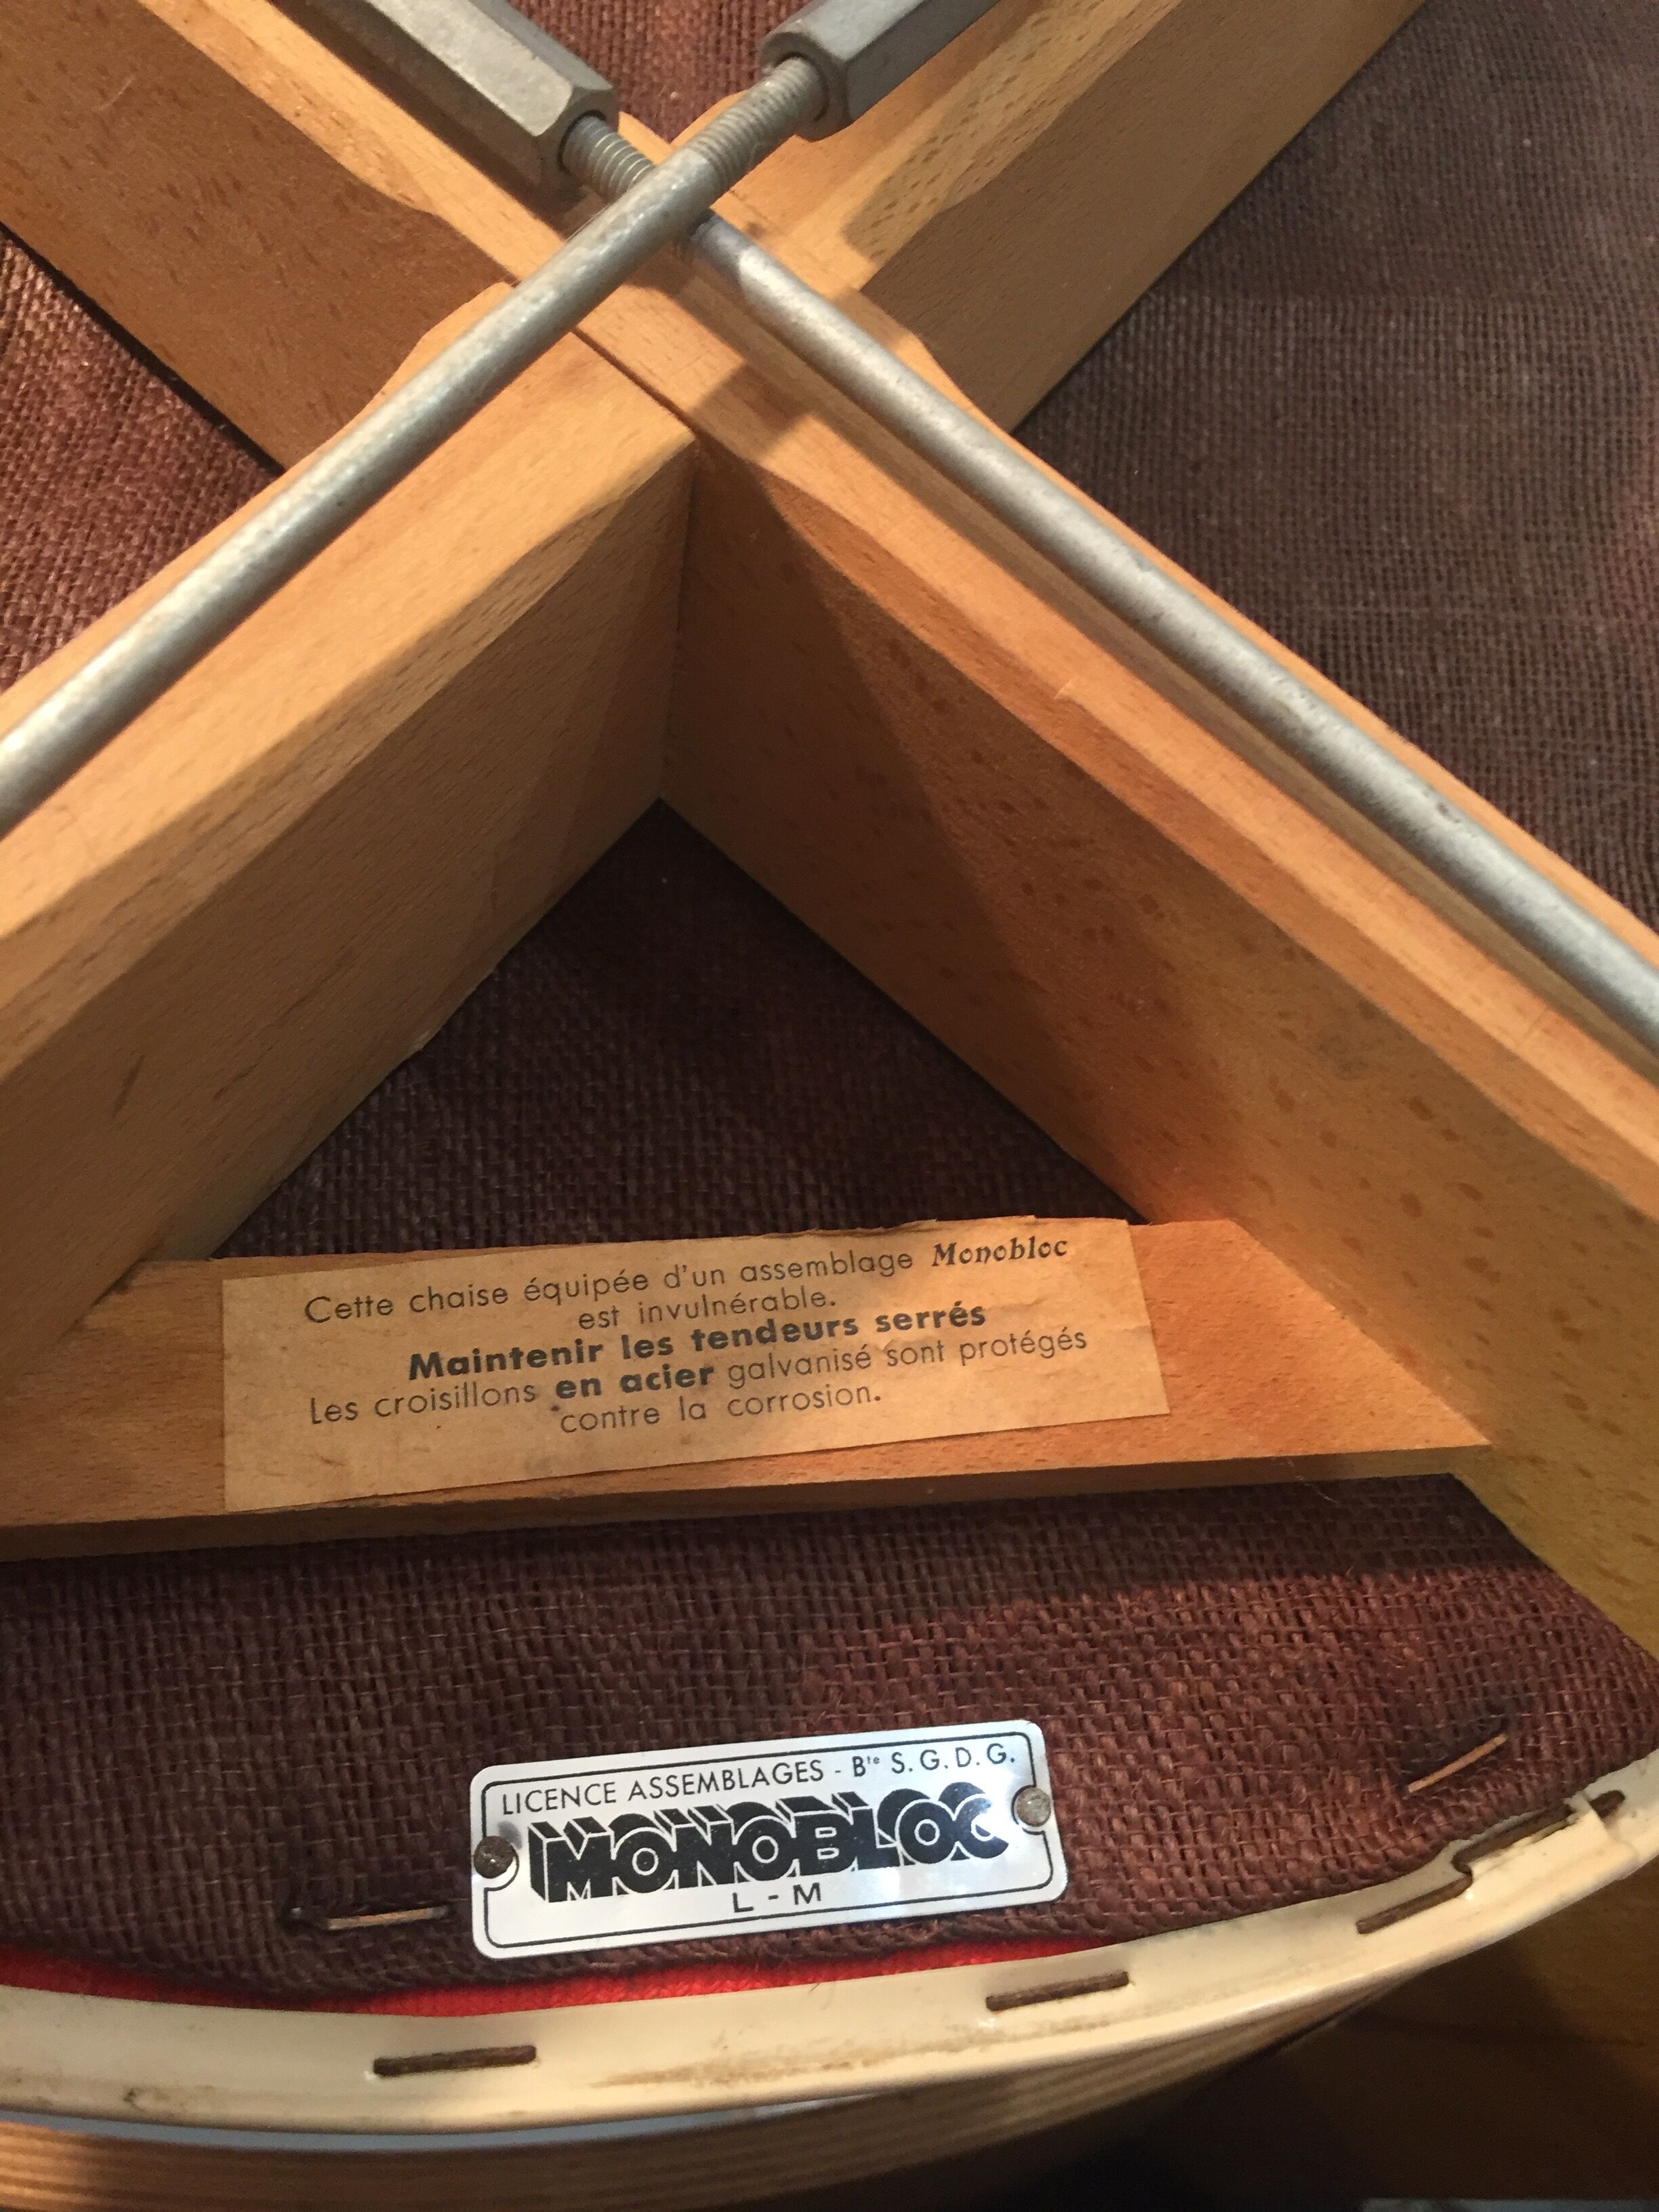 Cette chaise équipée d'un assemblage Monobloc
est invulnérable.
Maintenir les tendeurs serrés
Les croisillons en acier galvanisé sont protégés
contre la corrosion.
LICENCE ASSEMBLAGES - Bte S.G.D.G.
MONOBLOC
L - M